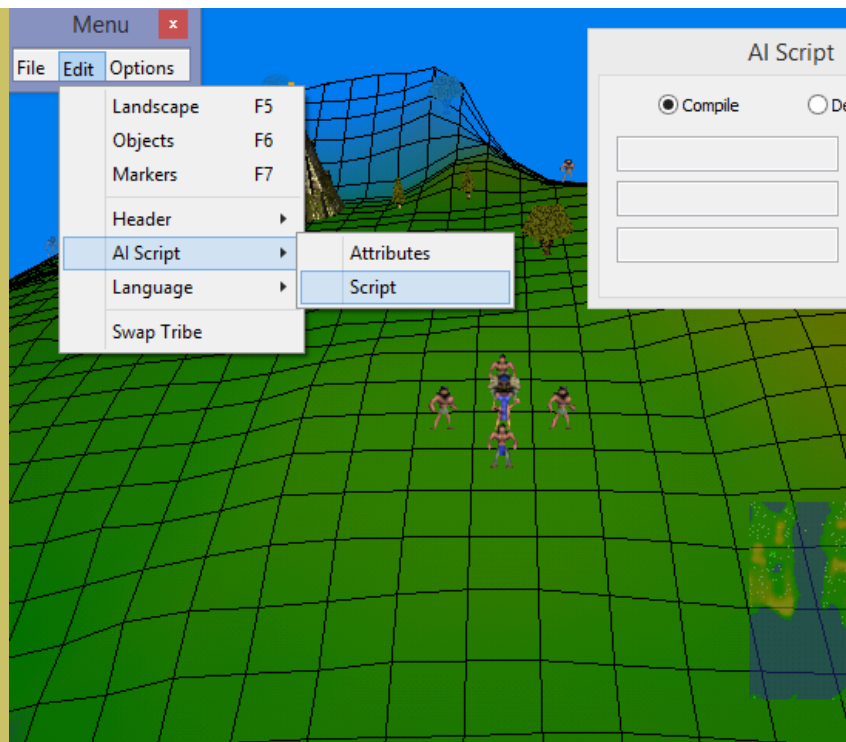 Menu
x
File Edit Options
Landscape F5
Objects F6
Markers F7
Header
AI Script
Language
Swap Tribe
Attributes
Script
AI Script
Compile De